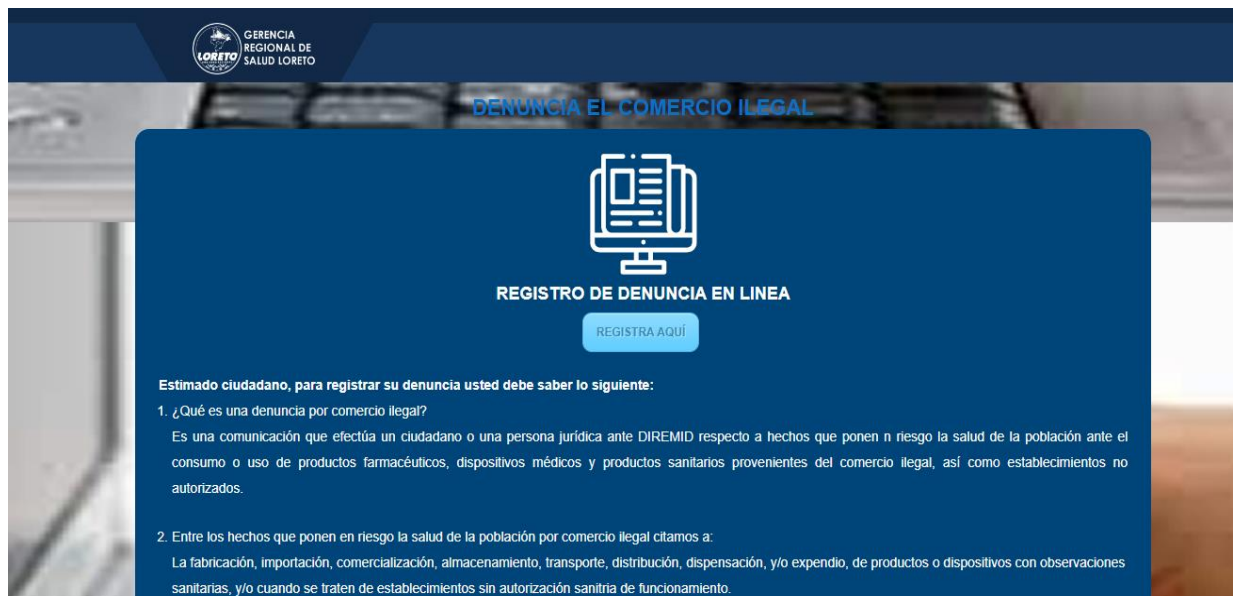 GERENCIA
REGIONAL DE
SALUD LORETO
LORETO
DENUNCIA EL COMERCIO ILEGAL
REGISTRO DE DENUNCIA EN LINEA
REGISTRA AQUÍ
Estimado ciudadano, para registrar su denuncia usted debe saber lo siguiente:
1. ¿Qué es una denuncia por comercio ilegal?
Es una comunicación que efectúa un ciudadano o una persona jurídica ante DIREMID respecto a hechos que ponen n riesgo la salud de la población ante el
consumo o uso de productos farmacéuticos, dispositivos médicos y productos sanitarios provenientes del comercio ilegal, así como establecimientos no
autorizados.
2. Entre los hechos que ponen en riesgo la salud de la población por comercio ilegal citamos a:
La fabricación, importación, comercialización, almacenamiento, transporte, distribución, dispensación, y/o expendio, de productos o dispositivos con observaciones
sanitarias, y/o cuando se traten de establecimientos sin autorización sanitria de funcionamiento.